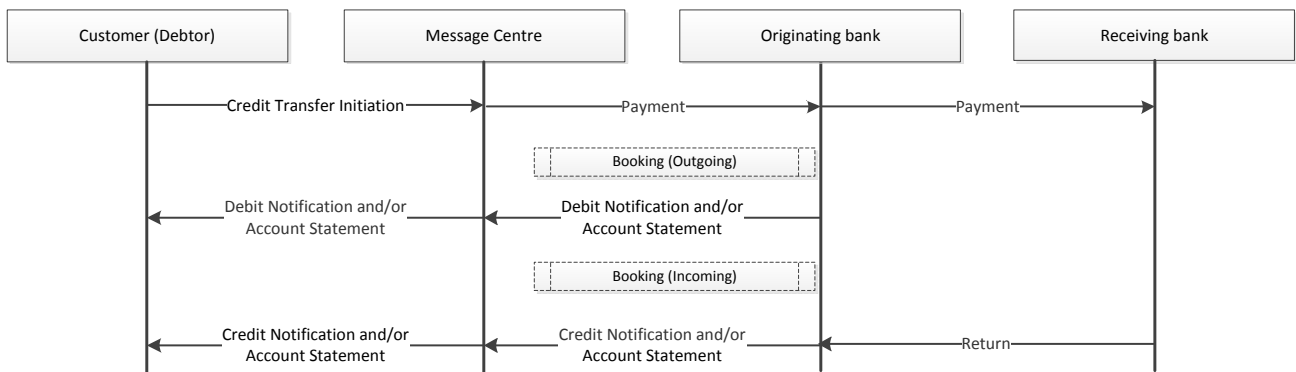 Customer (Debtor)
Message Centre
Originating bank
Receiving bank
Credit Transfer Initiation
Payment
Payment
Booking (Outgoing)
Debit Notification and/or
Account Statement
Debit Notification and/or
Account Statement
Booking (Incoming)
Credit Notification and/or
Account Statement
Credit Notification and/or
Account Statement
Return